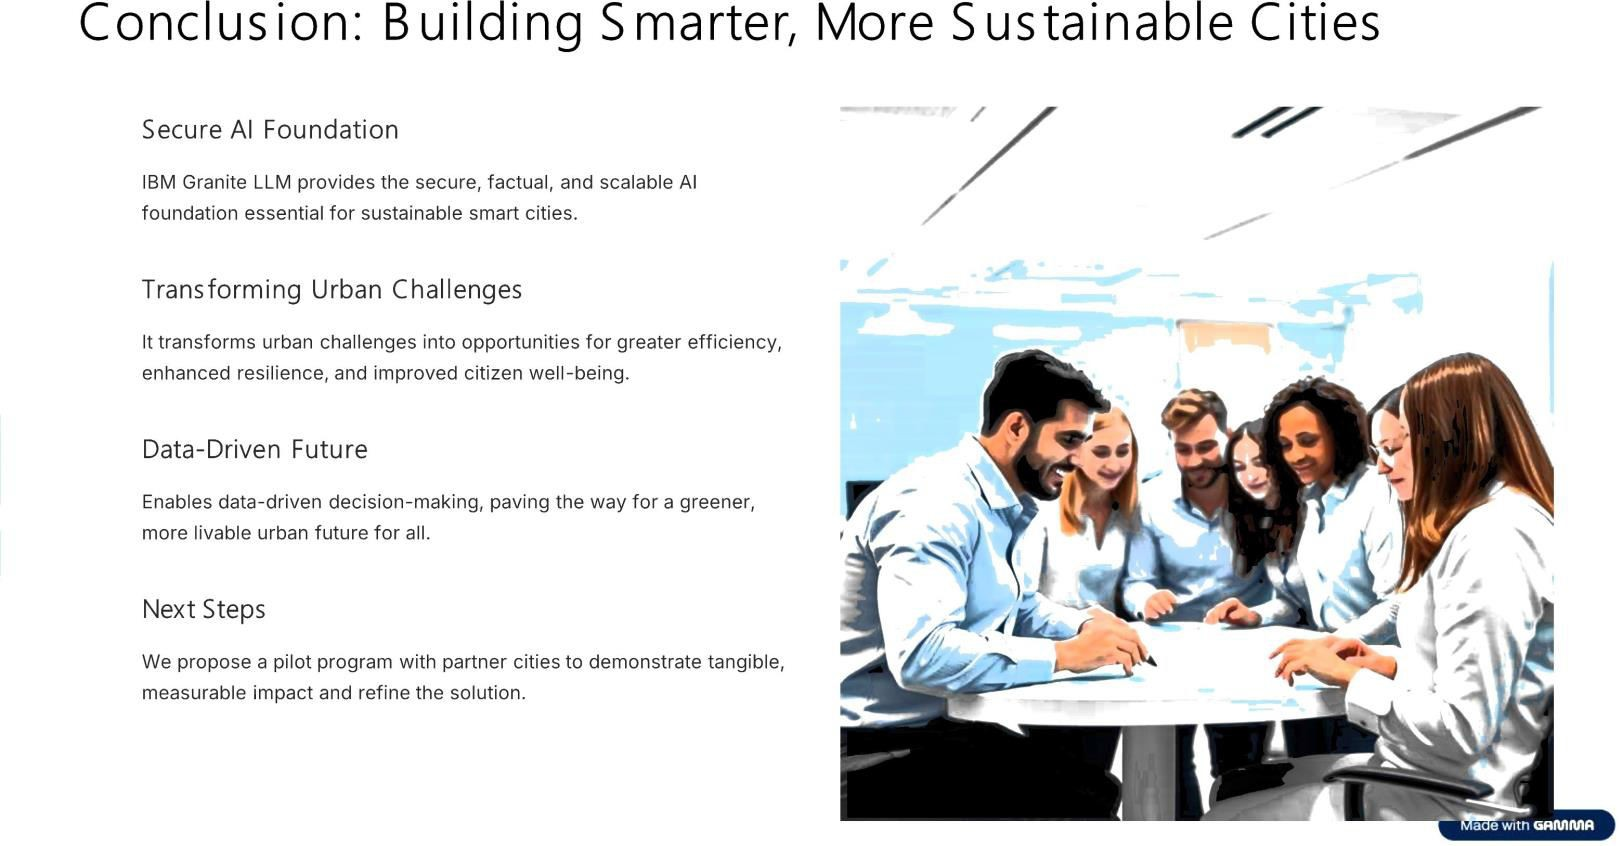 Conclusion: Building Smarter, More Sustainable Cities
Secure AI Foundation
IBM Granite LLM provides the secure, factual, and scalable AI
foundation essential for sustainable smart cities.
Transforming Urban Challenges
It transforms urban challenges into opportunities for greater efficiency,
enhanced resilience, and improved citizen well-being.
Data-Driven Future
Enables data-driven decision-making, paving the way for a greener,
more livable urban future for all.
Next Steps
We propose a pilot program with partner cities to demonstrate tangible,
measurable impact and refine the solution.
Made with GAMMA